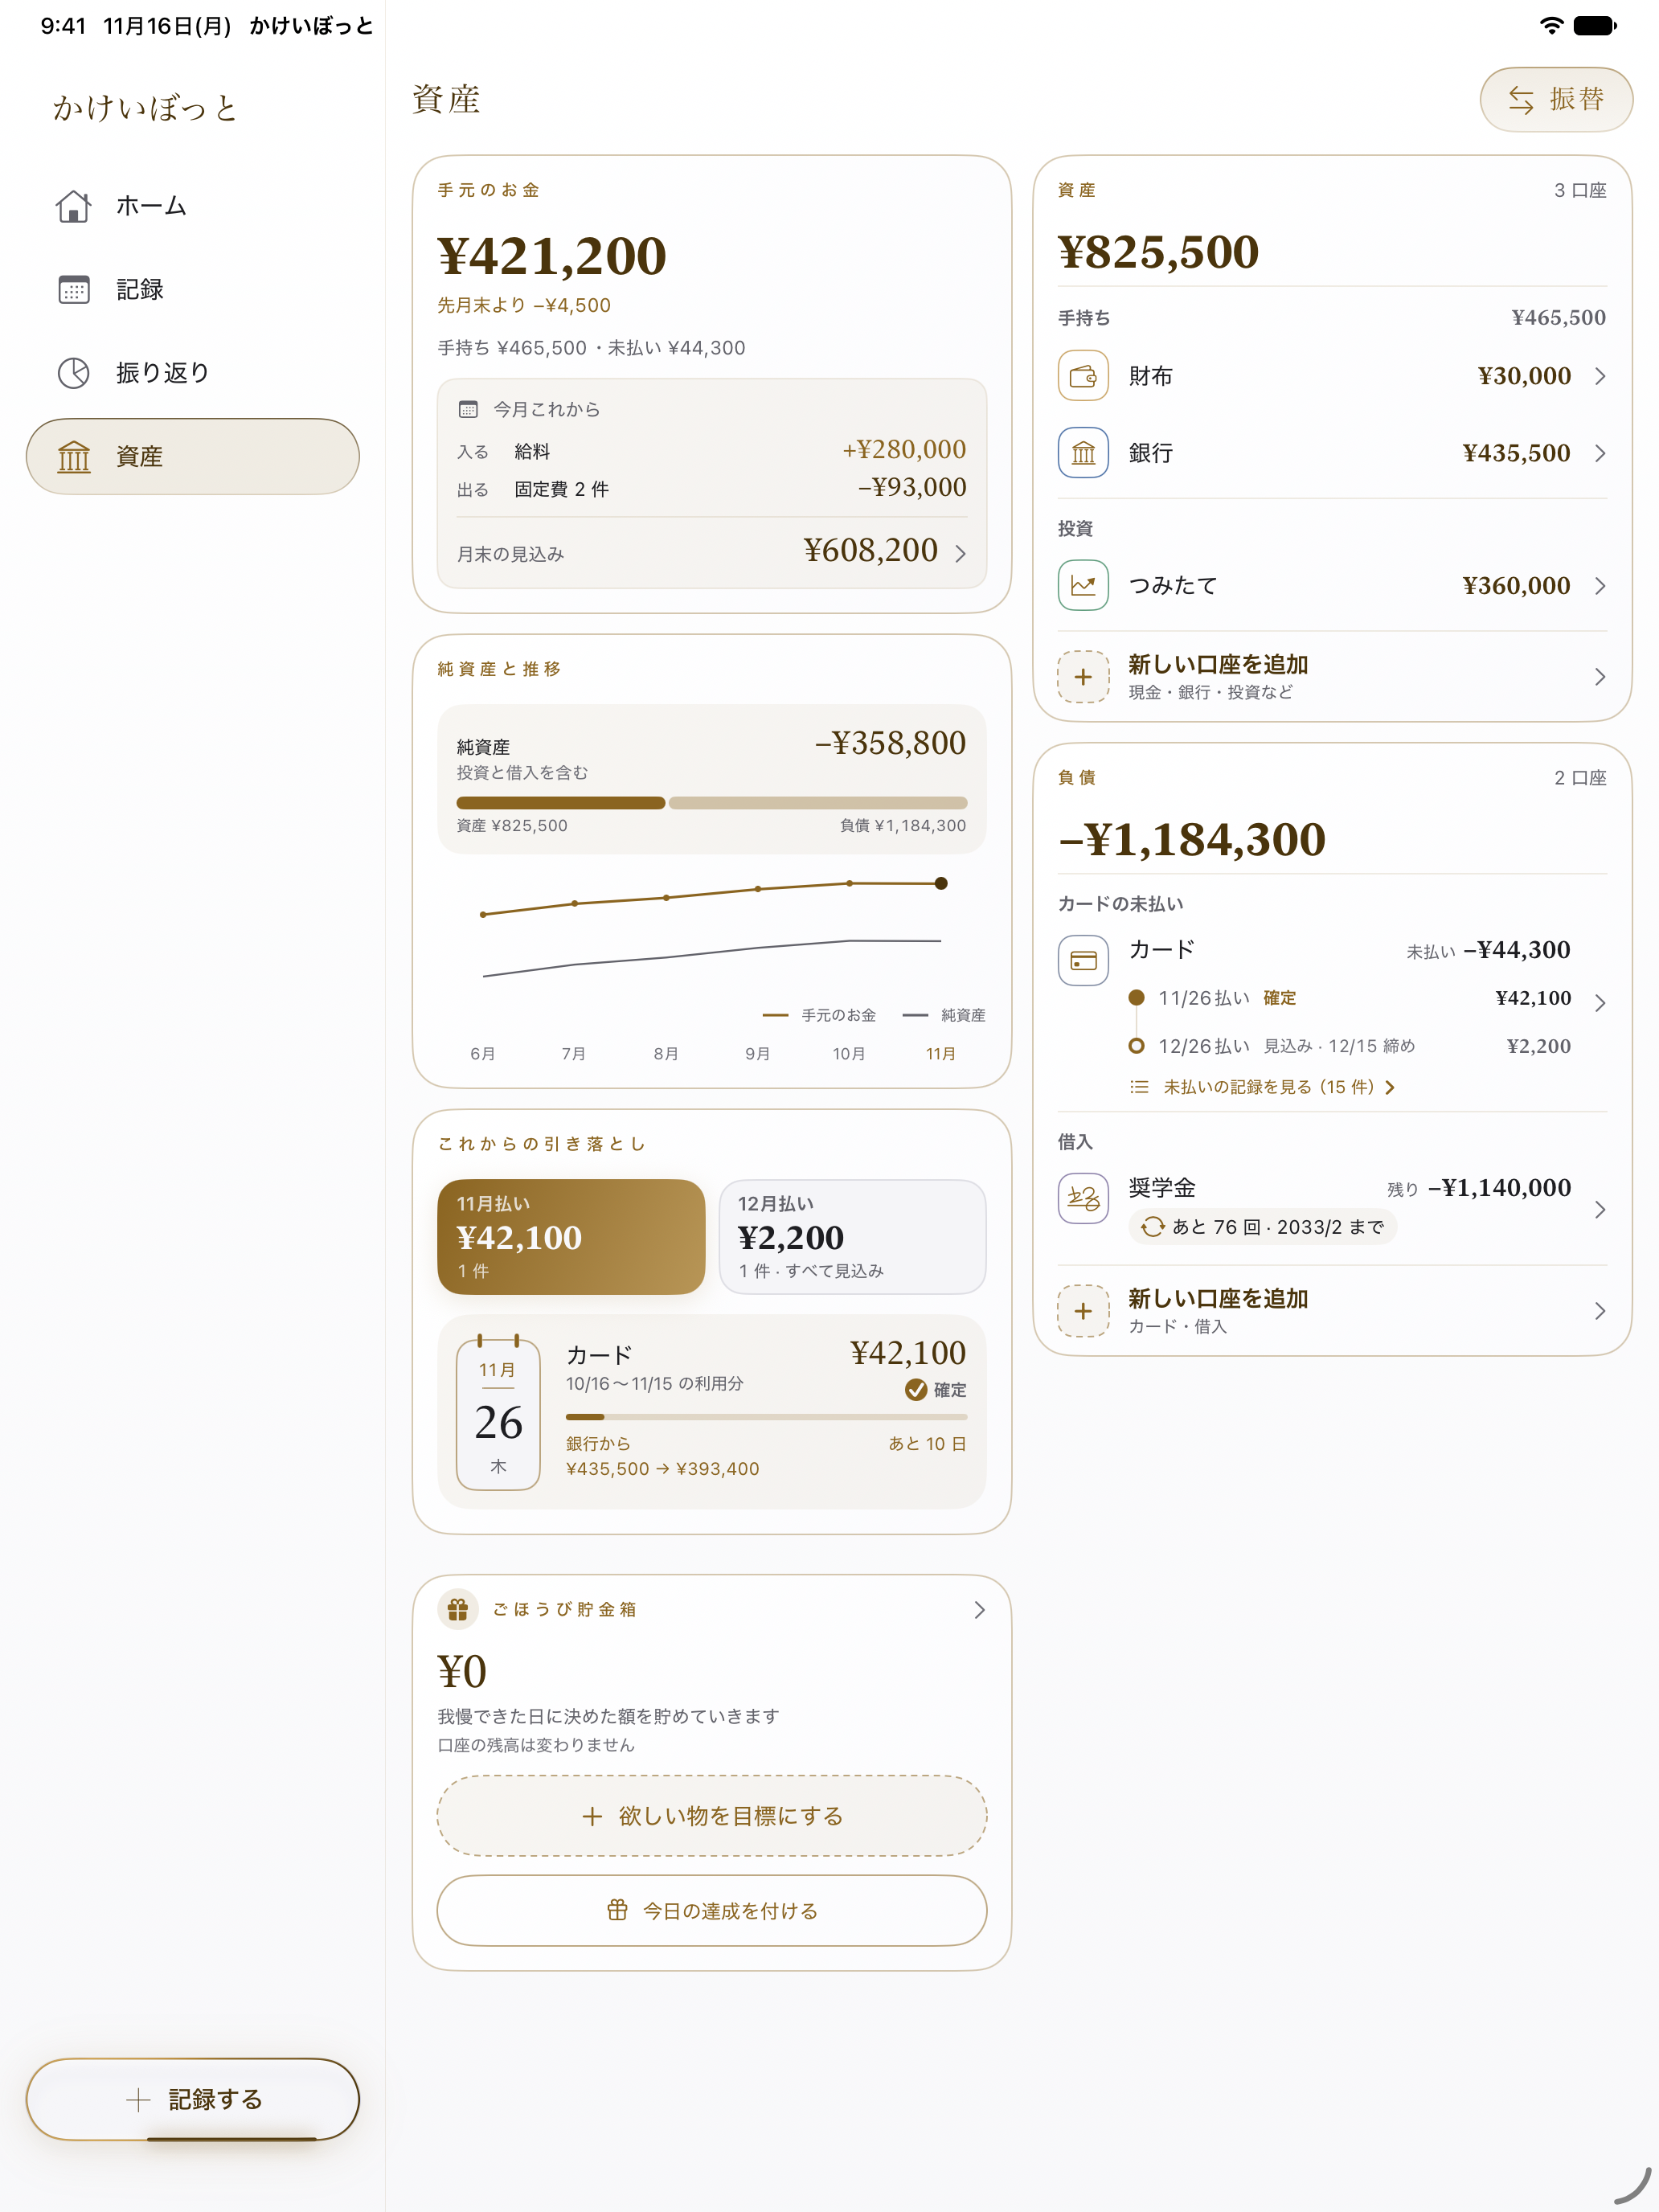 9:41 11月16日(月) かけいぼっと
かけいぼっと
ホーム
記録
振り返り
資産
記録する
資産
振替
手元のお金
¥421,200
先月末より −¥4,500
手持ち ¥465,500・未払い ¥44,300
今月これから
入る 給料 +¥280,000
出る 固定費 2 件 −¥93,000
月末の見込み ¥608,200
純資産と推移
純資産 −¥358,800
投資と借入を含む
資産 ¥825,500 負債 ¥1,184,300
手元のお金 純資産
6月 7月 8月 9月 10月 11月
これからの引き落とし
11月払い
¥42,100
1 件
12月払い
¥2,200
1 件 · すべて見込み
11月
26
木
カード ¥42,100
10/16〜11/15 の利用分 確定
銀行から あと 10 日
¥435,500 → ¥393,400
ごほうび貯金箱
¥0
我慢できた日に決めた額を貯めていきます
口座の残高は変わりません
欲しい物を目標にする
今日の達成を付ける
資産 3 口座
¥825,500
手持ち ¥465,500
財布 ¥30,000
銀行 ¥435,500
投資
つみたて ¥360,000
新しい口座を追加
現金・銀行・投資など
負債 2 口座
−¥1,184,300
カードの未払い
カード 未払い −¥44,300
11/26払い 確定 ¥42,100
12/26払い 見込み · 12/15 締め ¥2,200
未払いの記録を見る（15 件）
借入
奨学金 残り −¥1,140,000
あと 76 回 · 2033/2 まで
新しい口座を追加
カード・借入